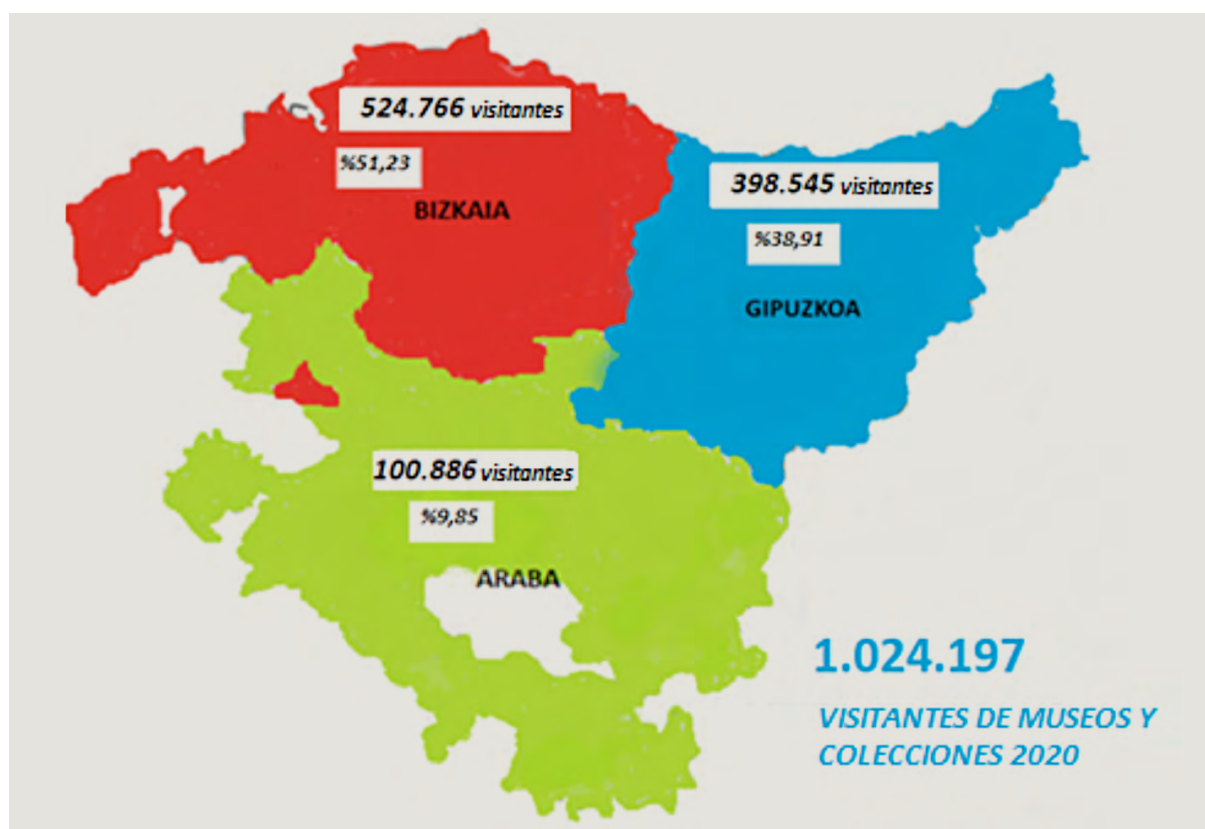 524.766 visitantes
%51,23
BIZKAIA
398.545 visitantes
%38,91
GIPUZKOA
100.886 visitantes
%9,85
ARABA
1.024.197
VISITANTES DE MUSEOS Y
COLECCIONES 2020